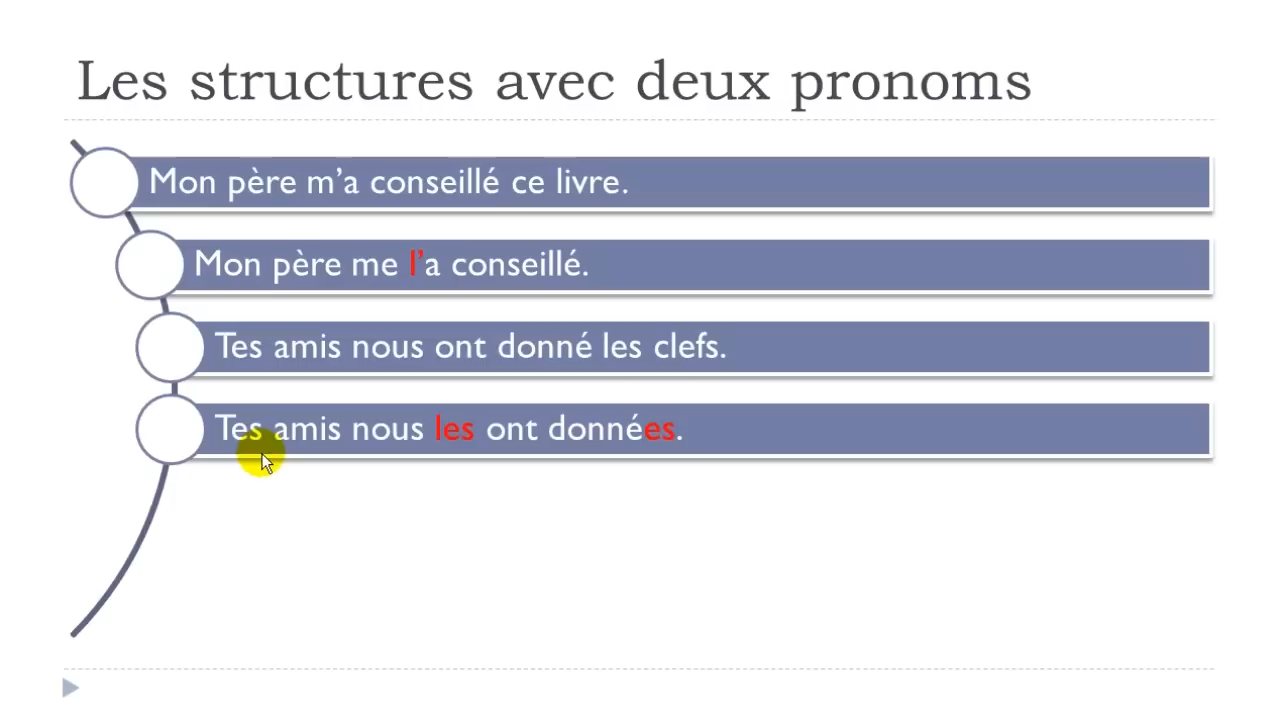 Les structures avec deux pronoms
Mon père m’a conseillé ce livre.
Mon père me l’a conseillé.
Tes amis nous ont donné les clefs.
Tes amis nous les ont données.